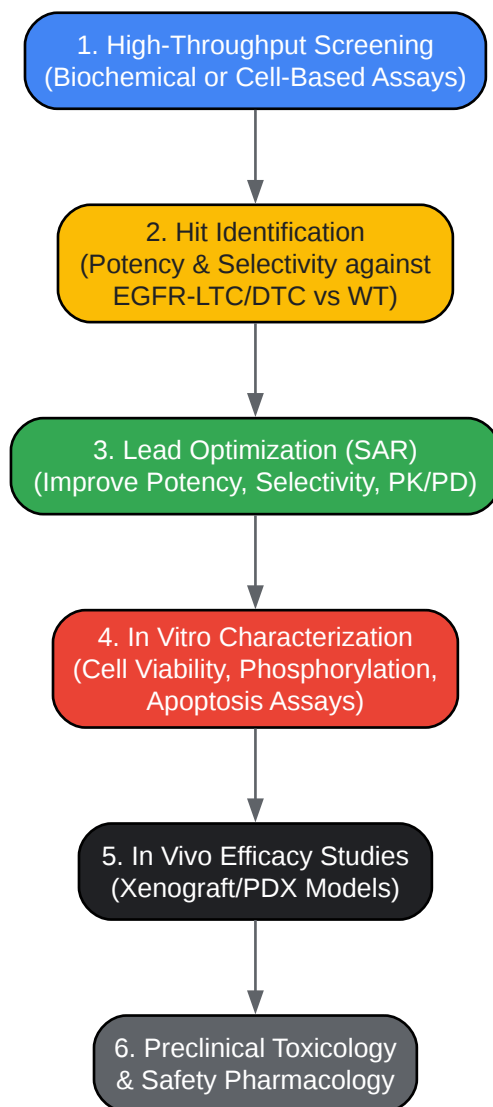 1. High-Throughput Screening
(Biochemical or Cell-Based Assays)
2. Hit Identification
(Potency & Selectivity against
EGFR-LTC/DTC vs WT)
3. Lead Optimization (SAR)
(Improve Potency, Selectivity, PK/PD)
4. In Vitro Characterization
(Cell Viability, Phosphorylation,
Apoptosis Assays)
5. In Vivo Efficacy Studies
(Xenograft/PDX Models)
6. Preclinical Toxicology
& Safety Pharmacology